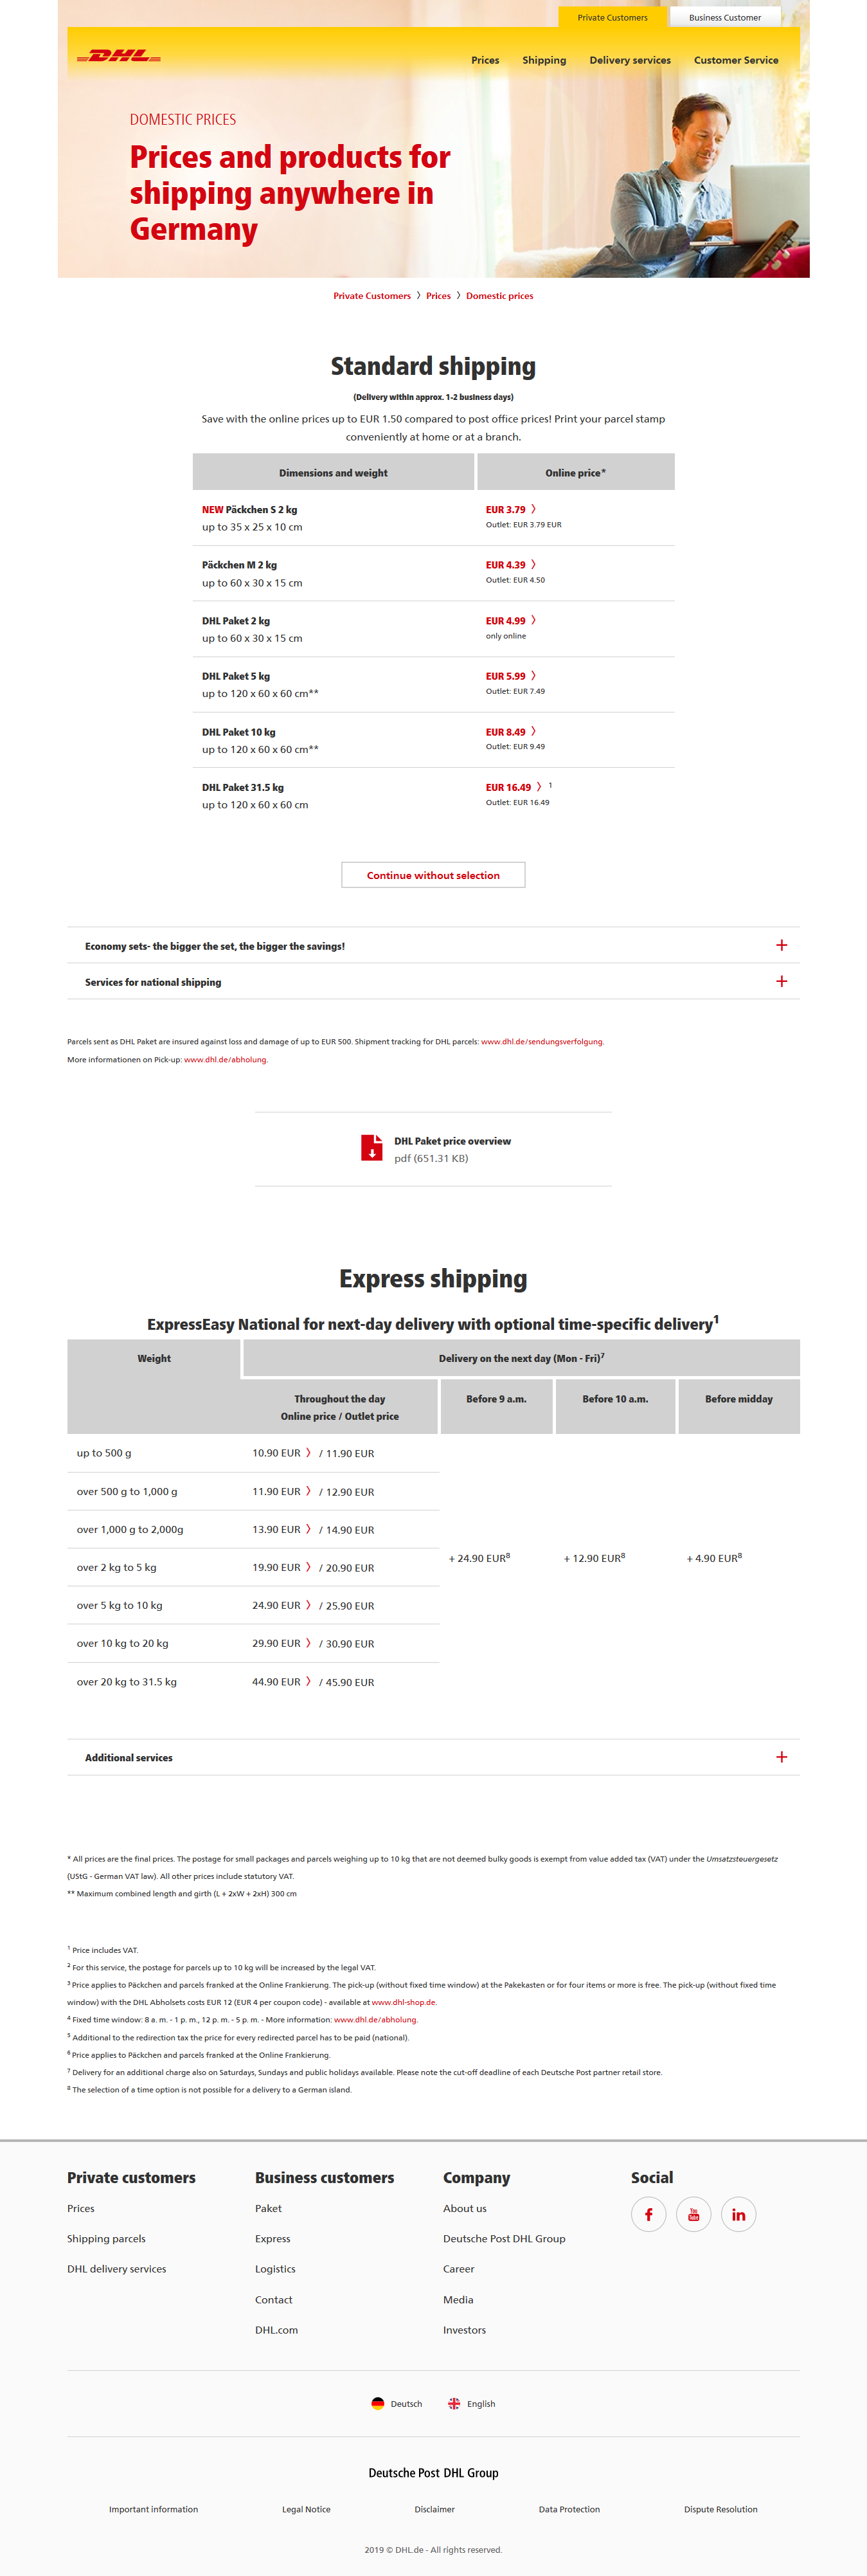 Private Customers
Business Customer
DHL
Prices
Shipping
Delivery services
Customer Service
DOMESTIC PRICES
Prices and products for
shipping anywhere in
Germany
Private Customers 〉 Prices 〉 Domestic prices
Standard shipping
(Delivery within approx. 1-2 business days)
Save with the online prices up to EUR 1.50 compared to post office prices! Print your parcel stamp
conveniently at home or at a branch.
Dimensions and weight
Online price*
NEW Päckchen S 2 kg
up to 35 x 25 x 10 cm
EUR 3.79 〉
Outlet: EUR 3.79 EUR
Päckchen M 2 kg
up to 60 x 30 x 15 cm
EUR 4.39 〉
Outlet: EUR 4.50
DHL Paket 2 kg
up to 60 x 30 x 15 cm
EUR 4.99 〉
only online
DHL Paket 5 kg
up to 120 x 60 x 60 cm**
EUR 5.99 〉
Outlet: EUR 7.49
DHL Paket 10 kg
up to 120 x 60 x 60 cm**
EUR 8.49 〉
Outlet: EUR 9.49
DHL Paket 31.5 kg
up to 120 x 60 x 60 cm
EUR 16.49 〉 1
Outlet: EUR 16.49
Continue without selection
Economy sets- the bigger the set, the bigger the savings!
Services for national shipping
Parcels sent as DHL Paket are insured against loss and damage of up to EUR 500. Shipment tracking for DHL parcels: www.dhl.de/sendungsverfolgung.
More informationen on Pick-up: www.dhl.de/abholung.
DHL Paket price overview
pdf (651.31 KB)
Express shipping
ExpressEasy National for next-day delivery with optional time-specific delivery1
Weight
Delivery on the next day (Mon - Fri)7
Throughout the day
Online price / Outlet price
Before 9 a.m.
Before 10 a.m.
Before midday
up to 500 g
10.90 EUR 〉 / 11.90 EUR
over 500 g to 1,000 g
11.90 EUR 〉 / 12.90 EUR
over 1,000 g to 2,000g
13.90 EUR 〉 / 14.90 EUR
over 2 kg to 5 kg
19.90 EUR 〉 / 20.90 EUR
over 5 kg to 10 kg
24.90 EUR 〉 / 25.90 EUR
over 10 kg to 20 kg
29.90 EUR 〉 / 30.90 EUR
over 20 kg to 31.5 kg
44.90 EUR 〉 / 45.90 EUR
+ 24.90 EUR8
+ 12.90 EUR8
+ 4.90 EUR8
Additional services
* All prices are the final prices. The postage for small packages and parcels weighing up to 10 kg that are not deemed bulky goods is exempt from value added tax (VAT) under the Umsatzsteuergesetz
(UStG - German VAT law). All other prices include statutory VAT.
** Maximum combined length and girth (L + 2xW + 2xH) 300 cm
1 Price includes VAT.
2 For this service, the postage for parcels up to 10 kg will be increased by the legal VAT.
3 Price applies to Päckchen and parcels franked at the Online Frankierung. The pick-up (without fixed time window) at the Pakekasten or for four items or more is free. The pick-up (without fixed time
window) with the DHL Abholsets costs EUR 12 (EUR 4 per coupon code) - available at www.dhl-shop.de.
4 Fixed time window: 8 a. m. - 1 p. m., 12 p. m. - 5 p. m. - More information: www.dhl.de/abholung.
5 Additional to the redirection tax the price for every redirected parcel has to be paid (national).
6 Price applies to Päckchen and parcels franked at the Online Frankierung.
7 Delivery for an additional charge also on Saturdays, Sundays and public holidays available. Please note the cut-off deadline of each Deutsche Post partner retail store.
8 The selection of a time option is not possible for a delivery to a German island.
Private customers
Prices
Shipping parcels
DHL delivery services
Business customers
Paket
Express
Logistics
Contact
DHL.com
Company
About us
Deutsche Post DHL Group
Career
Media
Investors
Social
f
You Tube
in
Deutsch
English
Deutsche Post DHL Group
Important information
Legal Notice
Disclaimer
Data Protection
Dispute Resolution
2019 © DHL.de - All rights reserved.